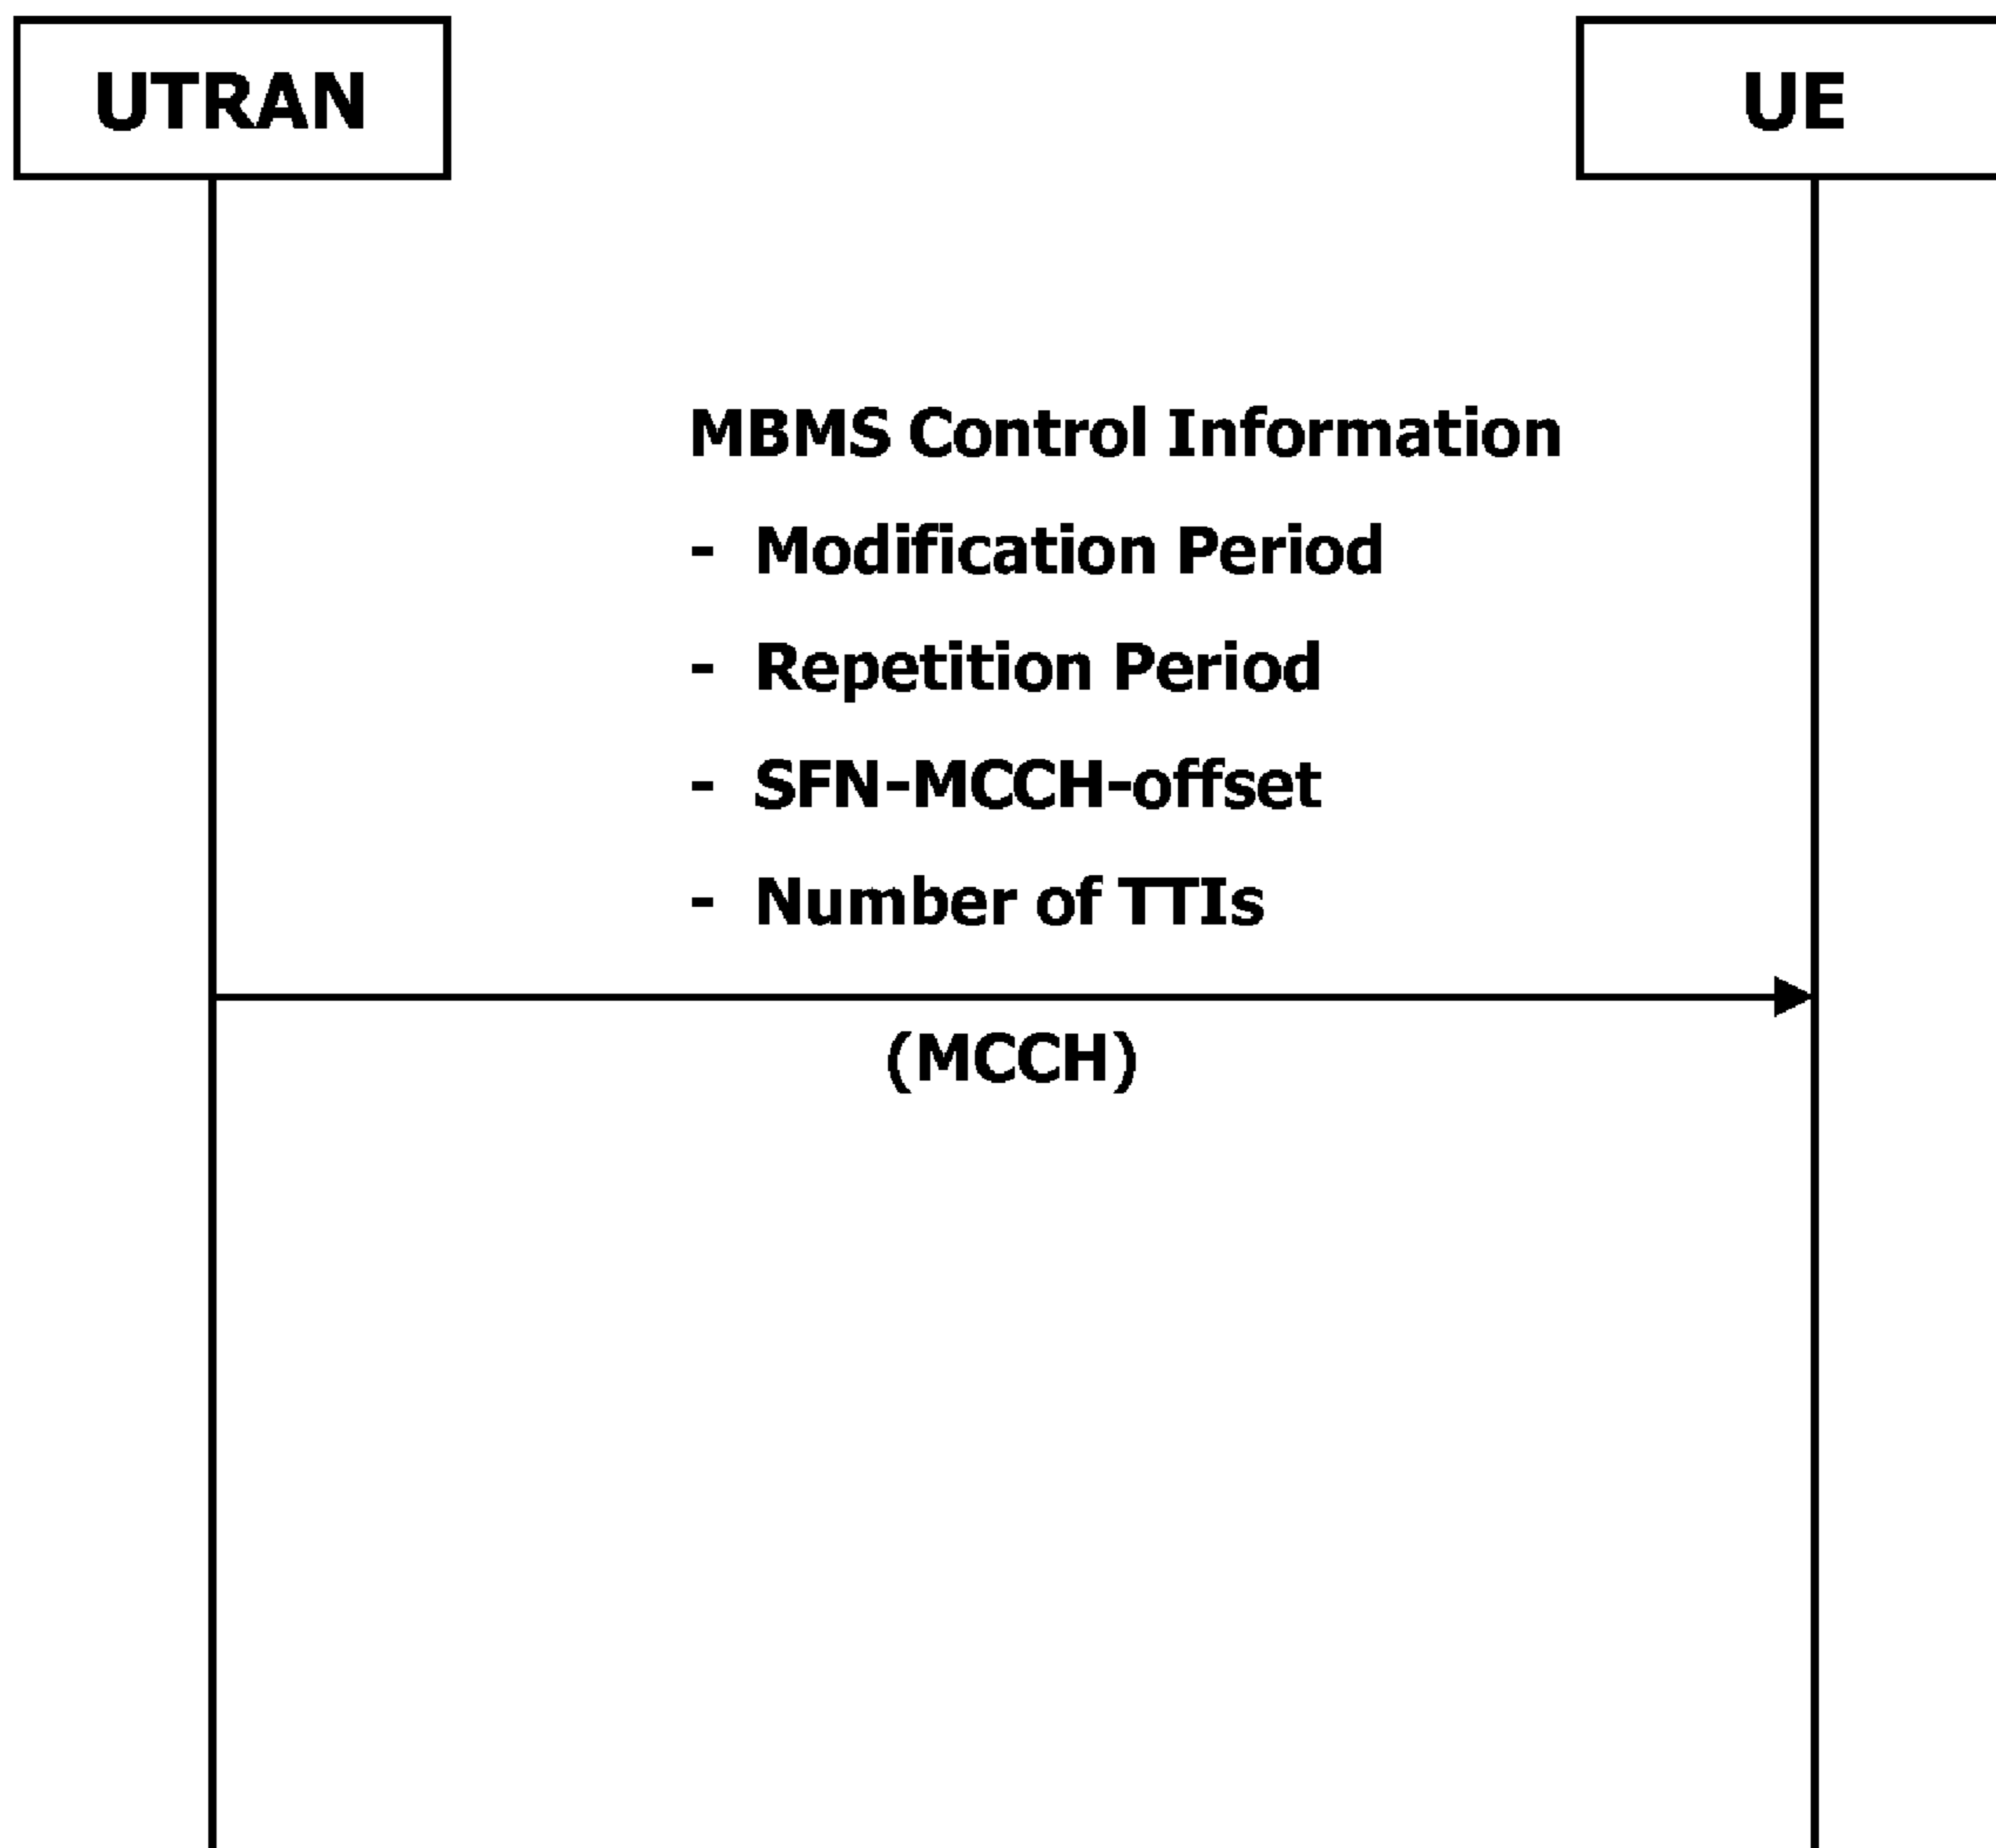 UTRAN
UE
MBMS Control Information
- Modification Period
- Repetition Period
- SFN-MCCH-offset
- Number of TTIs
(MCCH)